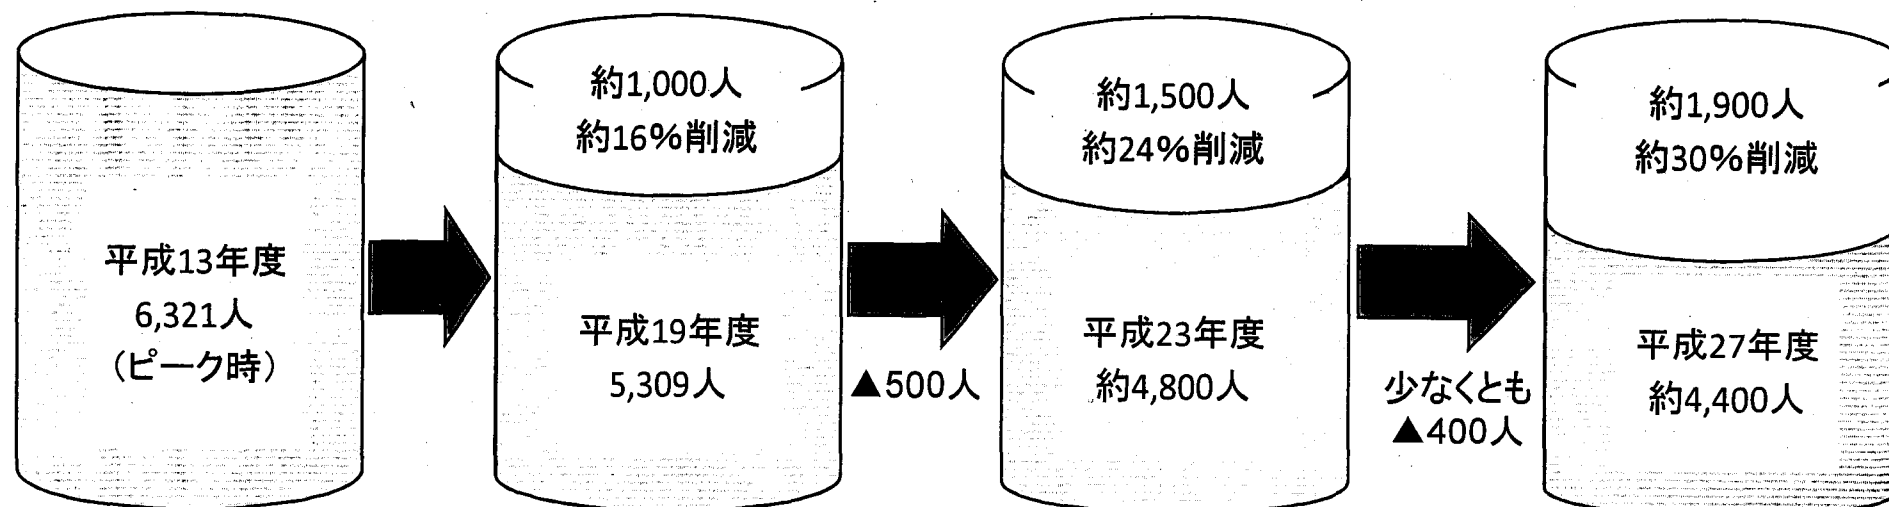 平成13年度
6,321人
（ピーク時）
約1,000人
約16%削減
平成19年度
5,309人
▲500人
約1,500人
約24%削減
平成23年度
約4,800人
少なくとも
▲400人
約1,900人
約30%削減
平成27年度
約4,400人